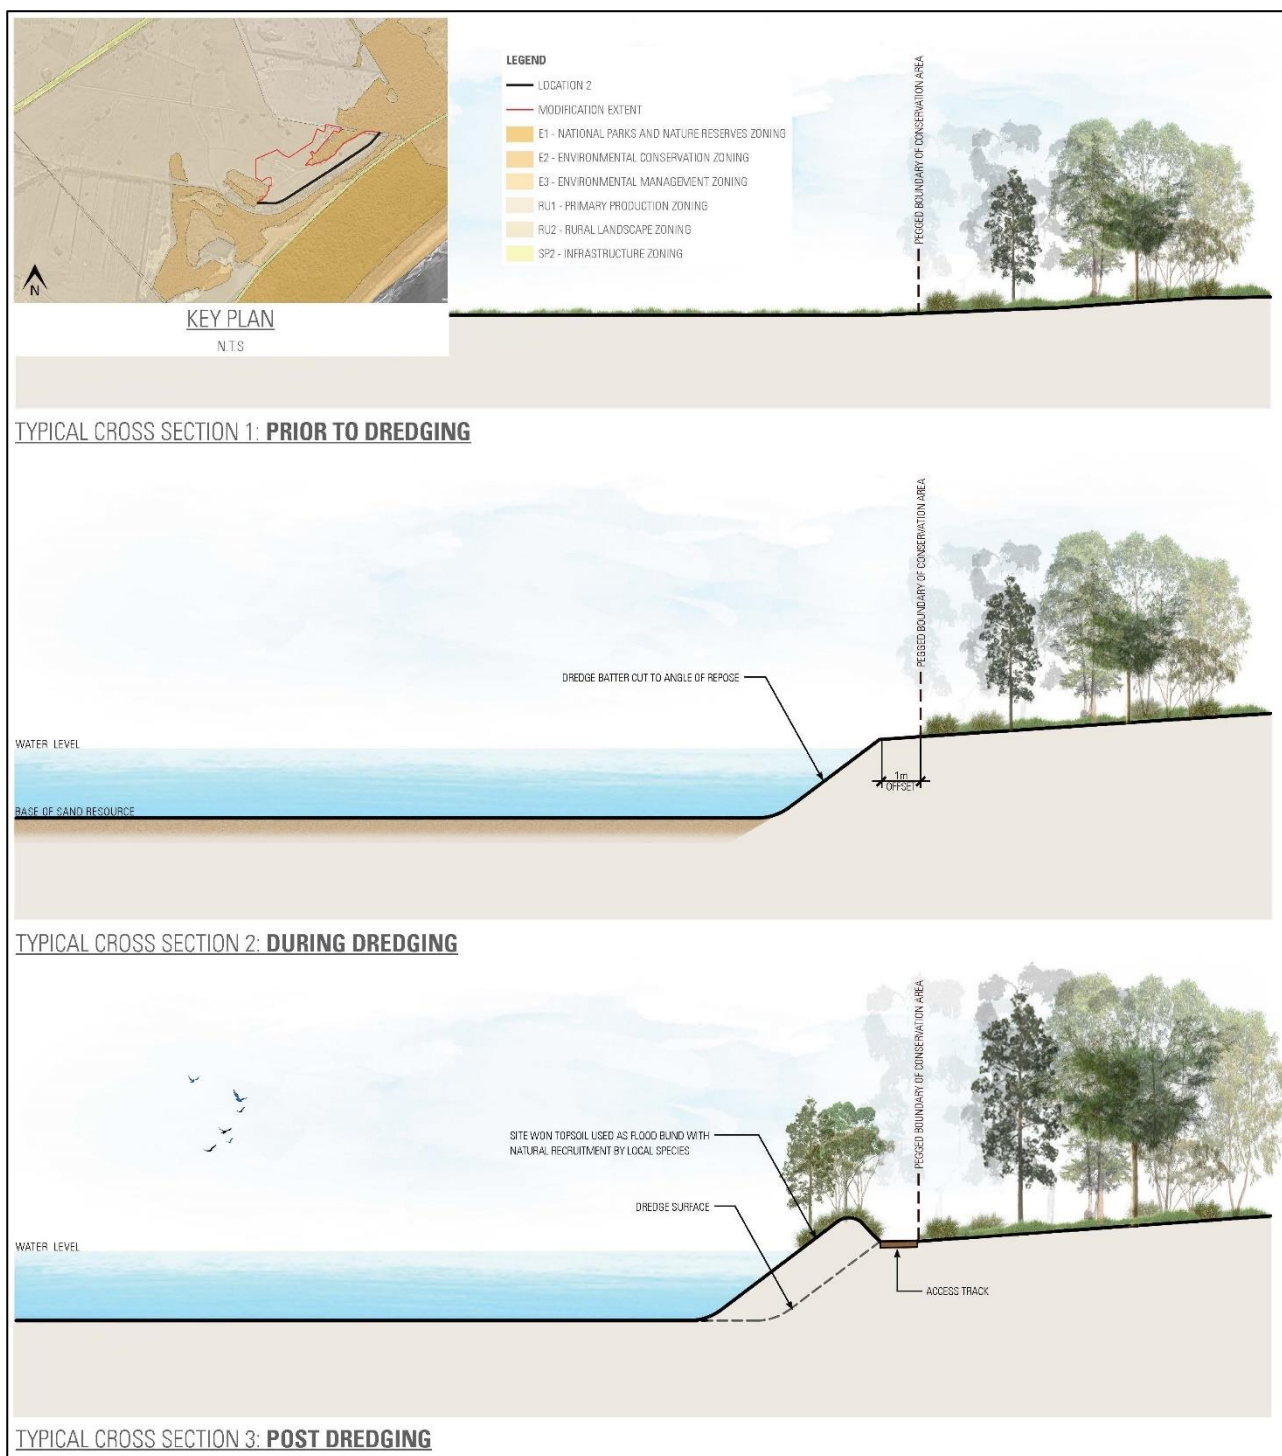 LEGEND
LOCATION 2
MODIFICATION EXTENT
E1 - NATIONAL PARKS AND NATURE RESERVES ZONING
E2 - ENVIRONMENTAL CONSERVATION ZONING
E3 - ENVIRONMENTAL MANAGEMENT ZONING
RU1 - PRIMARY PRODUCTION ZONING
RU2 - RURAL LANDSCAPE ZONING
SP2 - INFRASTRUCTURE ZONING
N
KEY PLAN
N.T.S
PEGGED BOUNDARY OF CONSERVATION AREA
TYPICAL CROSS SECTION 1: PRIOR TO DREDGING
PEGGED BOUNDARY OF CONSERVATION AREA
DREDGE BATTER CUT TO ANGLE OF REPOSE
WATER LEVEL
1m
OFFSET
BASE OF SAND RESOURCE
TYPICAL CROSS SECTION 2: DURING DREDGING
PEGGED BOUNDARY OF CONSERVATION AREA
SITE WON TOPSOIL USED AS FLOOD BUND WITH
NATURAL RECRUITMENT BY LOCAL SPECIES
DREDGE SURFACE
WATER LEVEL
ACCESS TRACK
TYPICAL CROSS SECTION 3: POST DREDGING